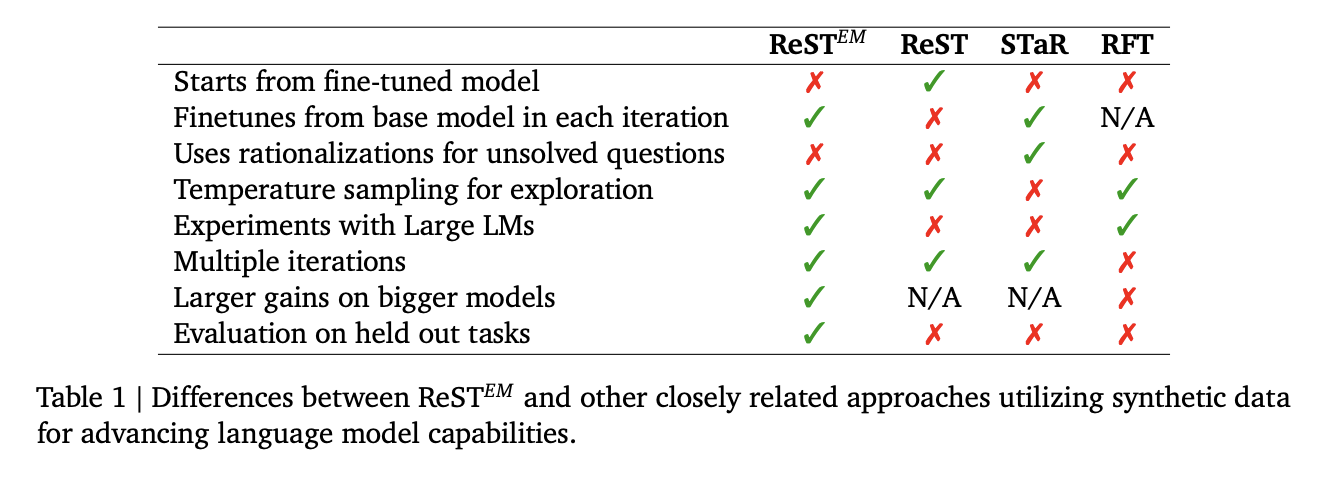 ReST^EM ReST STaR RFT
Starts from fine-tuned model ✗ ✓ ✗ ✗
Finetunes from base model in each iteration ✓ ✗ ✓ N/A
Uses rationalizations for unsolved questions ✗ ✗ ✓ ✗
Temperature sampling for exploration ✓ ✓ ✗ ✓
Experiments with Large LMs ✓ ✗ ✗ ✓
Multiple iterations ✓ ✓ ✓ ✗
Larger gains on bigger models ✓ N/A N/A ✗
Evaluation on held out tasks ✓ ✗ ✗ ✗
Table 1 | Differences between ReST^EM and other closely related approaches utilizing synthetic data
for advancing language model capabilities.